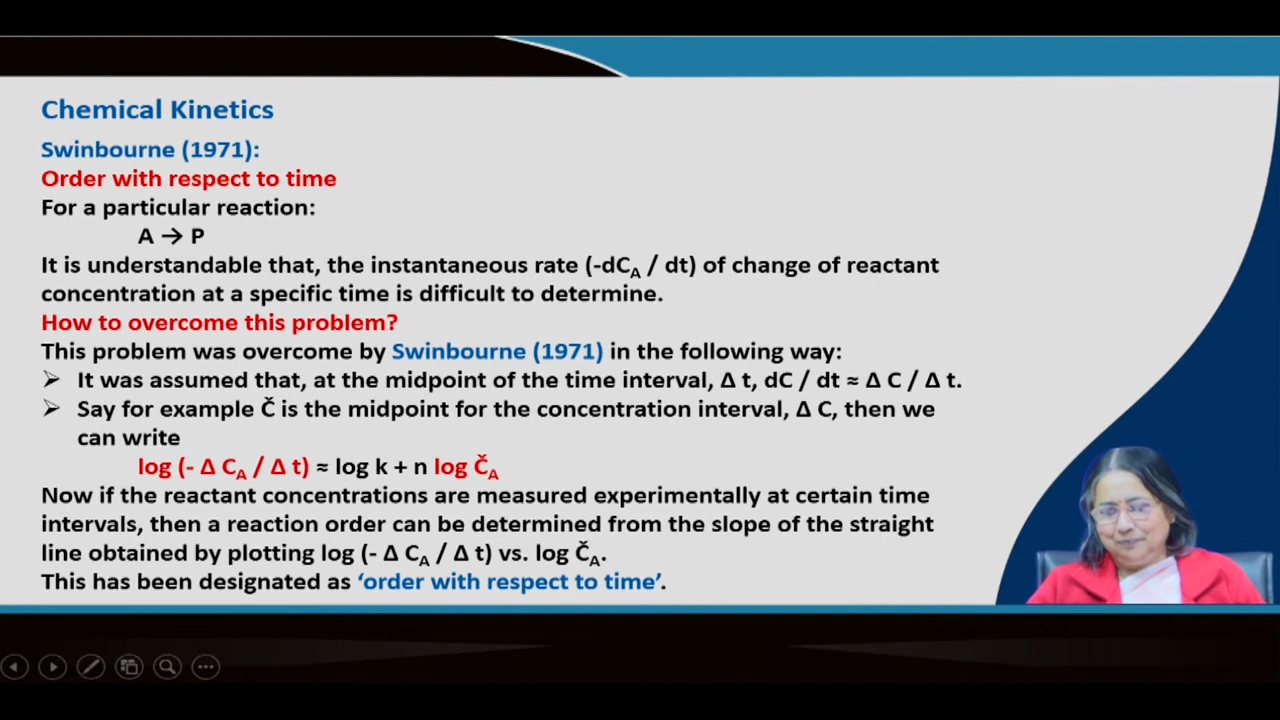 Chemical Kinetics
Swinbourne (1971):
Order with respect to time
For a particular reaction:
A → P
It is understandable that, the instantaneous rate (-dCA / dt) of change of reactant
concentration at a specific time is difficult to determine.
How to overcome this problem?
This problem was overcome by Swinbourne (1971) in the following way:
➢ It was assumed that, at the midpoint of the time interval, Δ t, dC / dt ≈ Δ C / Δ t.
➢ Say for example Č is the midpoint for the concentration interval, Δ C, then we
can write
log (- Δ CA / Δ t) ≈ log k + n log ČA
Now if the reactant concentrations are measured experimentally at certain time
intervals, then a reaction order can be determined from the slope of the straight
line obtained by plotting log (- Δ CA / Δ t) vs. log ČA.
This has been designated as ‘order with respect to time’.